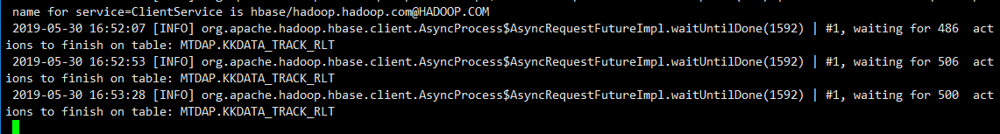 name for service=ClientService is hbase/hadoop.hadoop.com@HADOOP.COM
2019-05-30 16:52:07 [INFO] org.apache.hadoop.hbase.client.AsyncProcess$AsyncRequestFutureImpl.waitUntilDone(1592) | #1, waiting for 486  act
ions to finish on table: MTDAP.KKDATA_TRACK_RLT
2019-05-30 16:52:53 [INFO] org.apache.hadoop.hbase.client.AsyncProcess$AsyncRequestFutureImpl.waitUntilDone(1592) | #1, waiting for 506  act
ions to finish on table: MTDAP.KKDATA_TRACK_RLT
2019-05-30 16:53:28 [INFO] org.apache.hadoop.hbase.client.AsyncProcess$AsyncRequestFutureImpl.waitUntilDone(1592) | #1, waiting for 500  act
ions to finish on table: MTDAP.KKDATA_TRACK_RLT